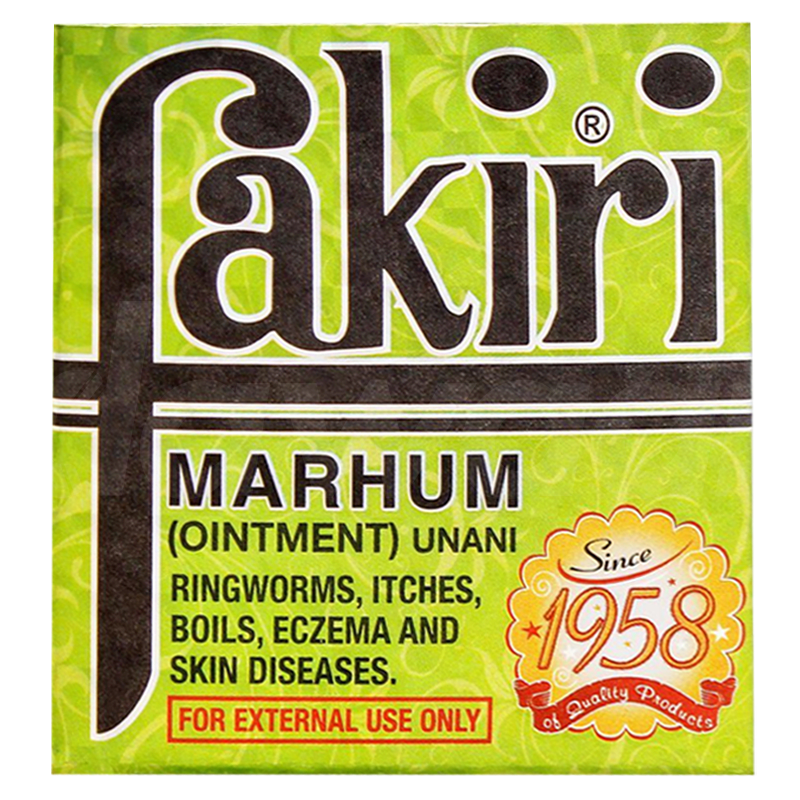 fakiri
®
MARHUM
(OINTMENT) UNANI
RINGWORMS, ITCHES,
BOILS, ECZEMA AND
SKIN DISEASES.
FOR EXTERNAL USE ONLY
Since
1958
of Quality Products